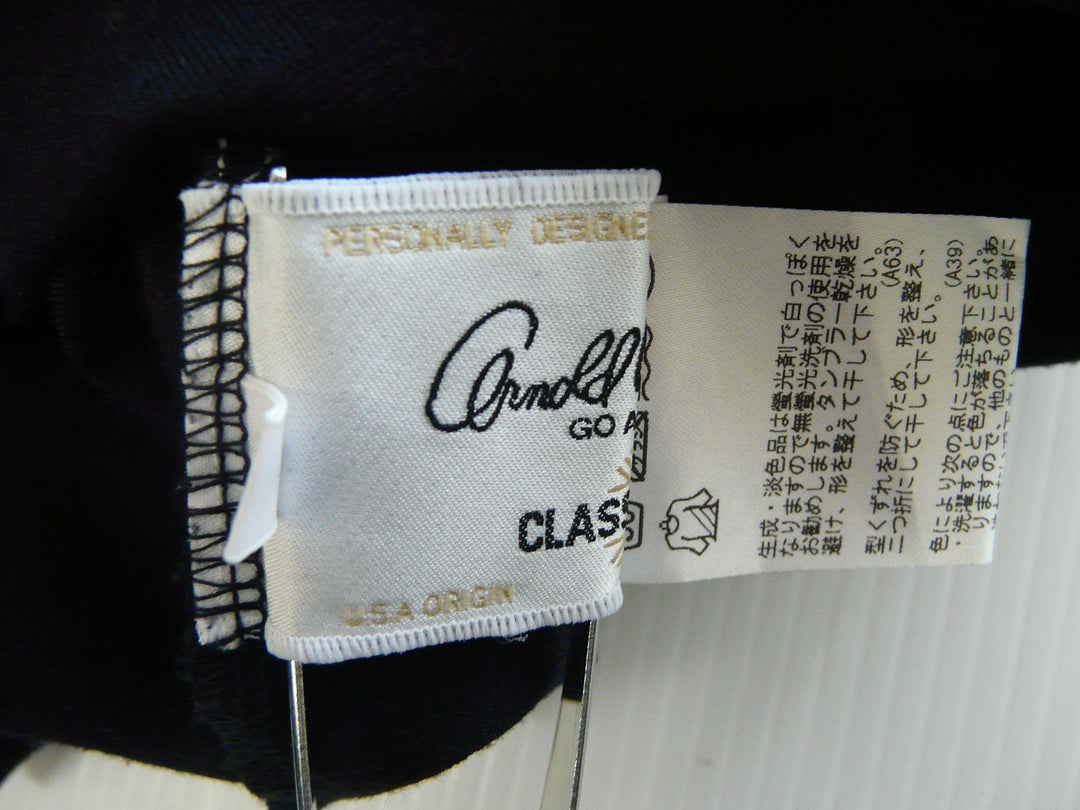 PERSONALLY DESIGNE
Arnold
GO A
CLAS
U.S.A ORIGIN
生成・淡色品は螢光剤で白っぽく
なりますので無螢光洗剤の使用を
お勧めします。タンブラー乾燥を
避け、形を整えて干して下さい。
(A63)
型くずれを防ぐため、形を整え、
二つ折にして干して下さい。
(A39)
色により次の点にご注意下さい。
・洗濯すると色が落ちることがあ
りますので、他のものと一緒に